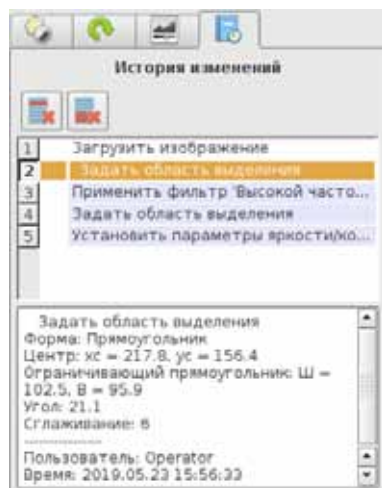 История изменений
1 Загрузить изображение
2 Задать область выделения
3 Применить фильтр 'Высокой часто...
4 Задать область выделения
5 Установить параметры яркости/ко...
Задать область выделения
Форма: Прямоугольник
Центр: xc = 217.8, yc = 156.4
Ограничивающий прямоугольник: Ш =
102.5, В = 95.9
Угол: 21.1
Сглаживание: 6
--------------
Пользователь: Operator
Время: 2019.05.23 15:56:33